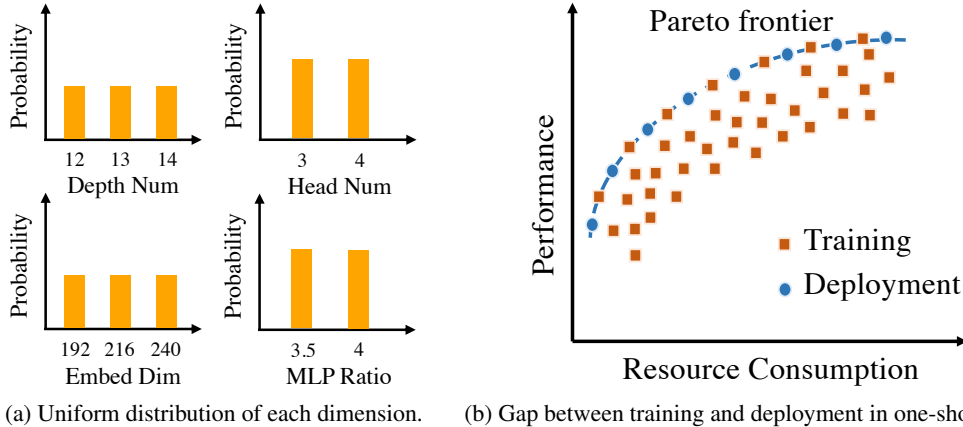 Probability
12 13 14
Depth Num
Probability
3 4
Head Num
Probability
192 216 240
Embed Dim
Probability
3.5 4
MLP Ratio
(a) Uniform distribution of each dimension.
Pareto frontier
Performance
Training
Deployment
Resource Consumption
(b) Gap between training and deployment in